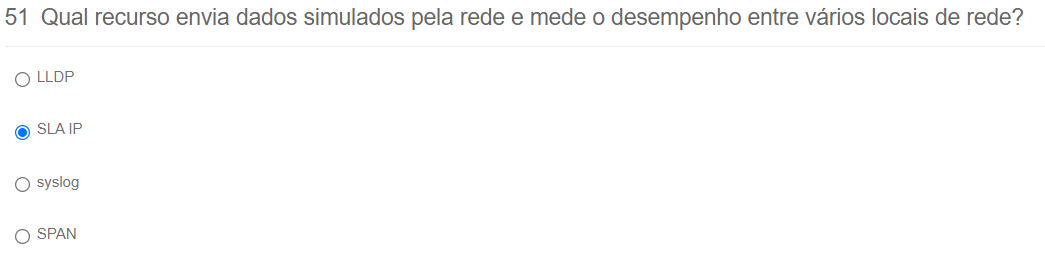 51 Qual recurso envia dados simulados pela rede e mede o desempenho entre vários locais de rede?
LLDP
SLA IP
syslog
SPAN